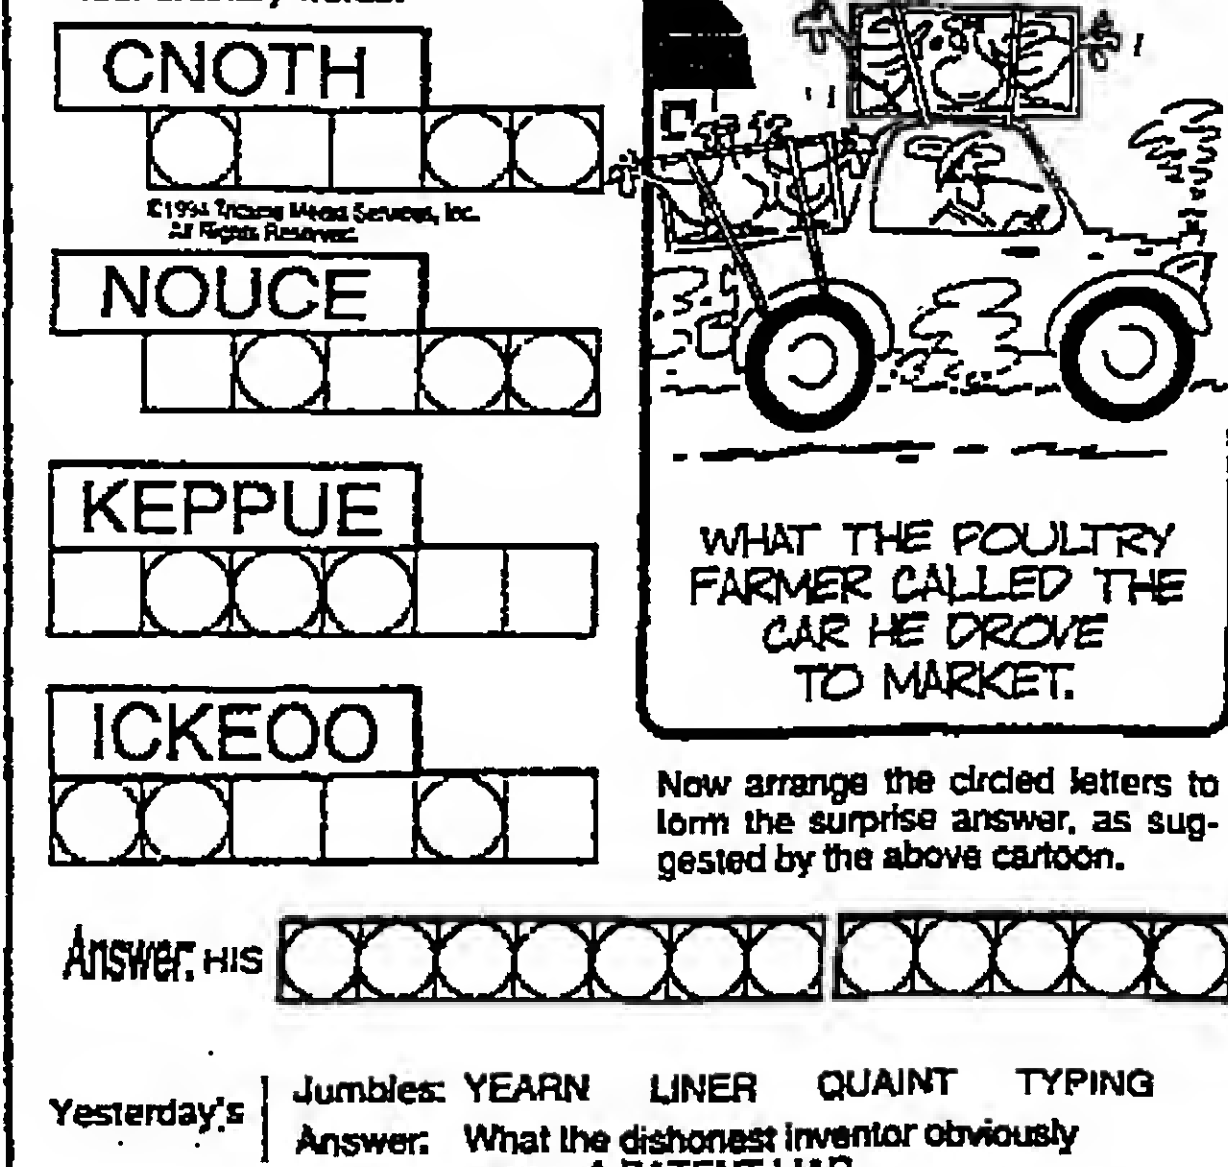 CNOTH
©1994 Tribune Media Services, Inc.
All Rights Reserved.
NOUCE
KEPPUE
ICKEOO
WHAT THE POULTRY
FARMER CALLED THE
CAR HE DROVE
TO MARKET.
Now arrange the circled letters to
form the surprise answer, as sug-
gested by the above cartoon.
Answer: HIS
Yesterday's
Jumbles: YEARN LINER QUAINT TYPING
Answer: What the dishonest inventor obviously
A PATENT LIAR